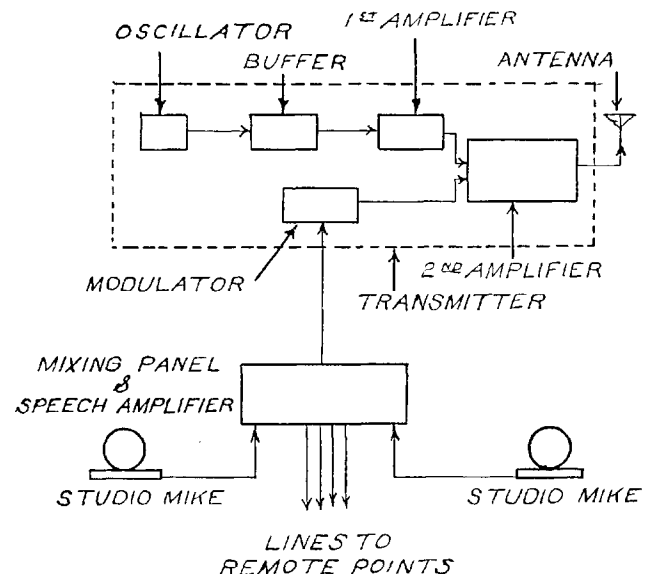 OSCILLATOR
1ST AMPLIFIER
BUFFER
ANTENNA
MODULATOR
2ND AMPLIFIER
TRANSMITTER
MIXING PANEL
&
SPEECH AMPLIFIER
STUDIO MIKE
STUDIO MIKE
LINES TO
REMOTE POINTS